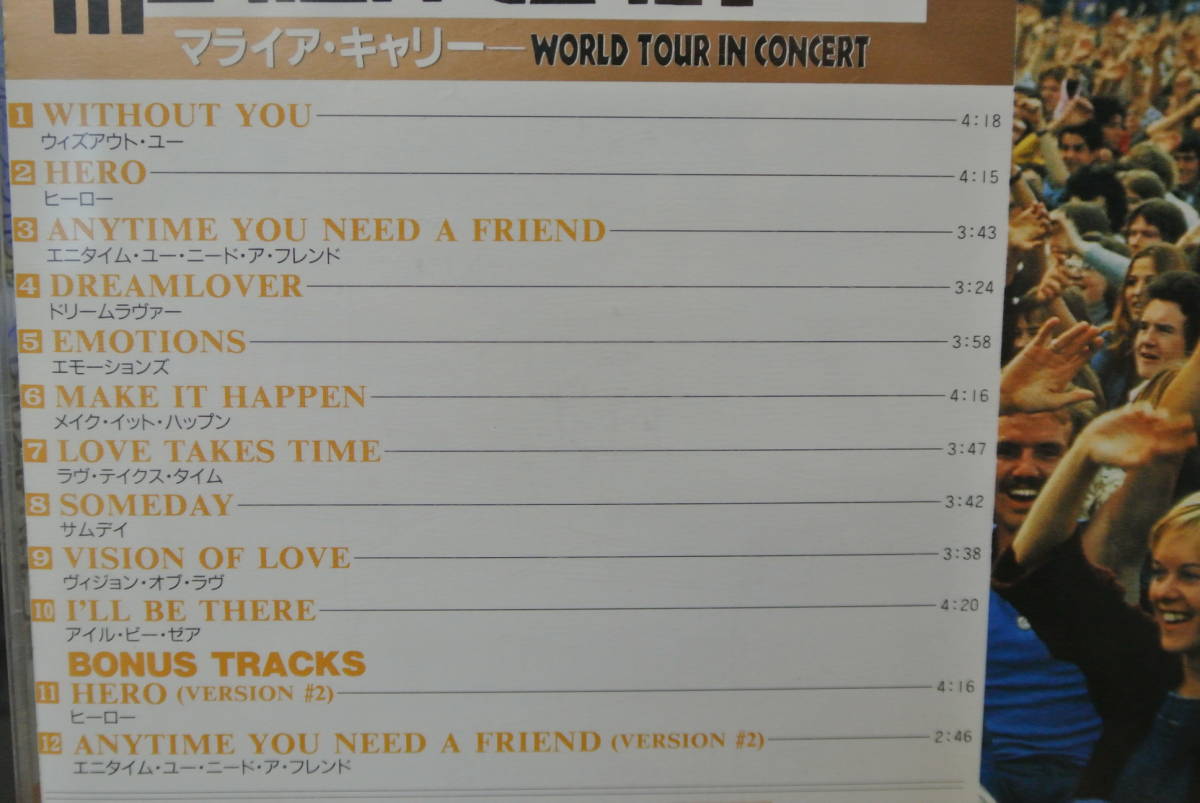 マライア・キャリー─WORLD TOUR IN CONCERT
1 WITHOUT YOU 4:18
ウィズアウト・ユー
2 HERO 4:15
ヒーロー
3 ANYTIME YOU NEED A FRIEND 3:43
エニタイム・ユー・ニード・ア・フレンド
4 DREAMLOVER 3:24
ドリームラヴァー
5 EMOTIONS 3:58
エモーションズ
6 MAKE IT HAPPEN 4:16
メイク・イット・ハップン
7 LOVE TAKES TIME 3:47
ラヴ・テイクス・タイム
8 SOMEDAY 3:42
サムデイ
9 VISION OF LOVE 3:38
ヴィジョン・オブ・ラヴ
10 I'LL BE THERE 4:20
アイル・ビー・ゼア
BONUS TRACKS
11 HERO (VERSION #2) 4:16
ヒーロー
12 ANYTIME YOU NEED A FRIEND (VERSION #2) 2:46
エニタイム・ユー・ニード・ア・フレンド